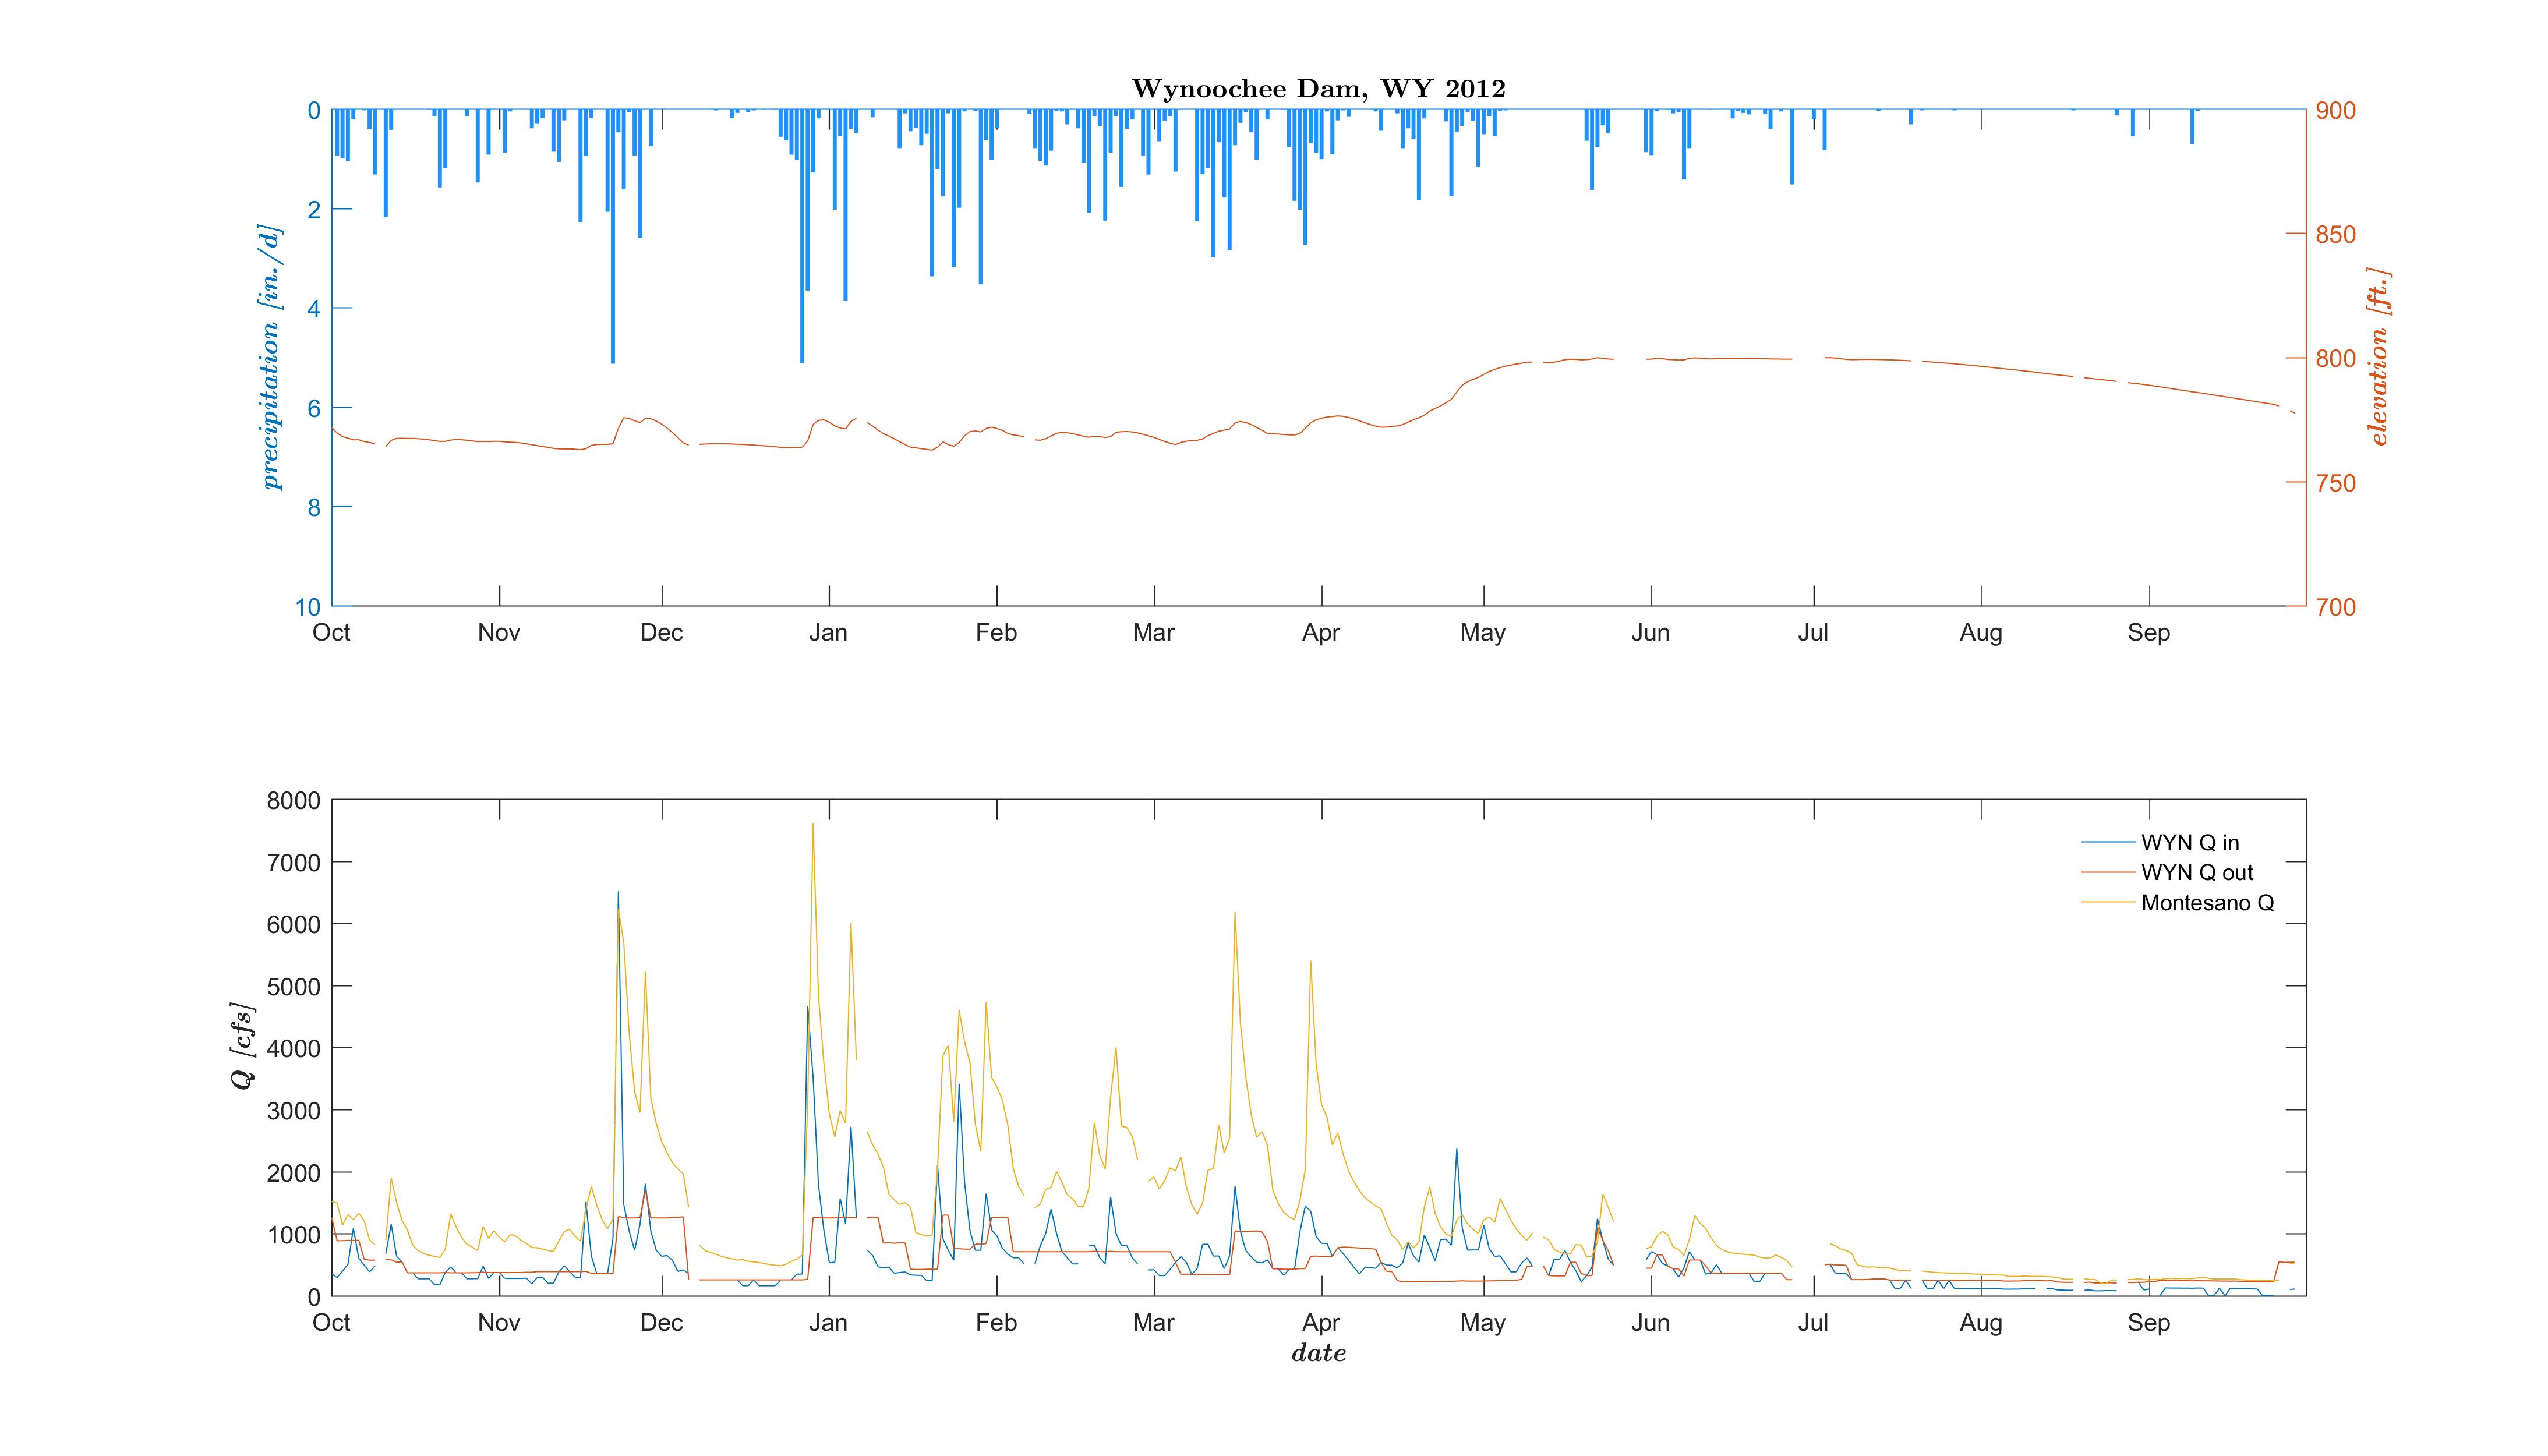 Wynoochee Dam, WY 2012
0
2
4
6
8
10
precipitation [in./d]
900
850
800
750
700
elevation [ft.]
Oct Nov Dec Jan Feb Mar Apr May Jun Jul Aug Sep
8000
7000
6000
5000
4000
3000
2000
1000
0
Q [cfs]
WYN Q in
WYN Q out
Montesano Q
Oct Nov Dec Jan Feb Mar Apr May Jun Jul Aug Sep
date